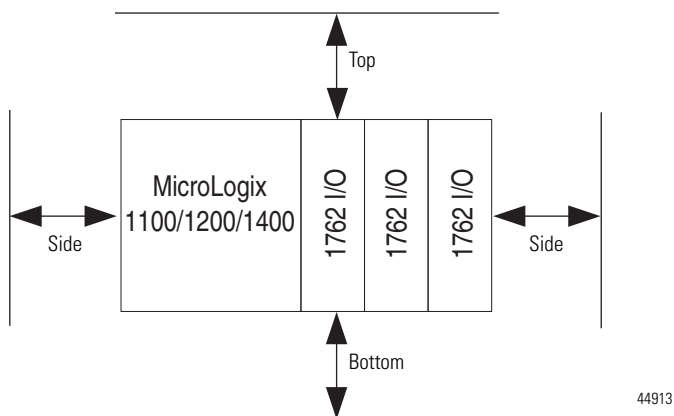 Top
MicroLogix
1100/1200/1400
1762 I/O
1762 I/O
1762 I/O
Side
Side
Bottom
44913